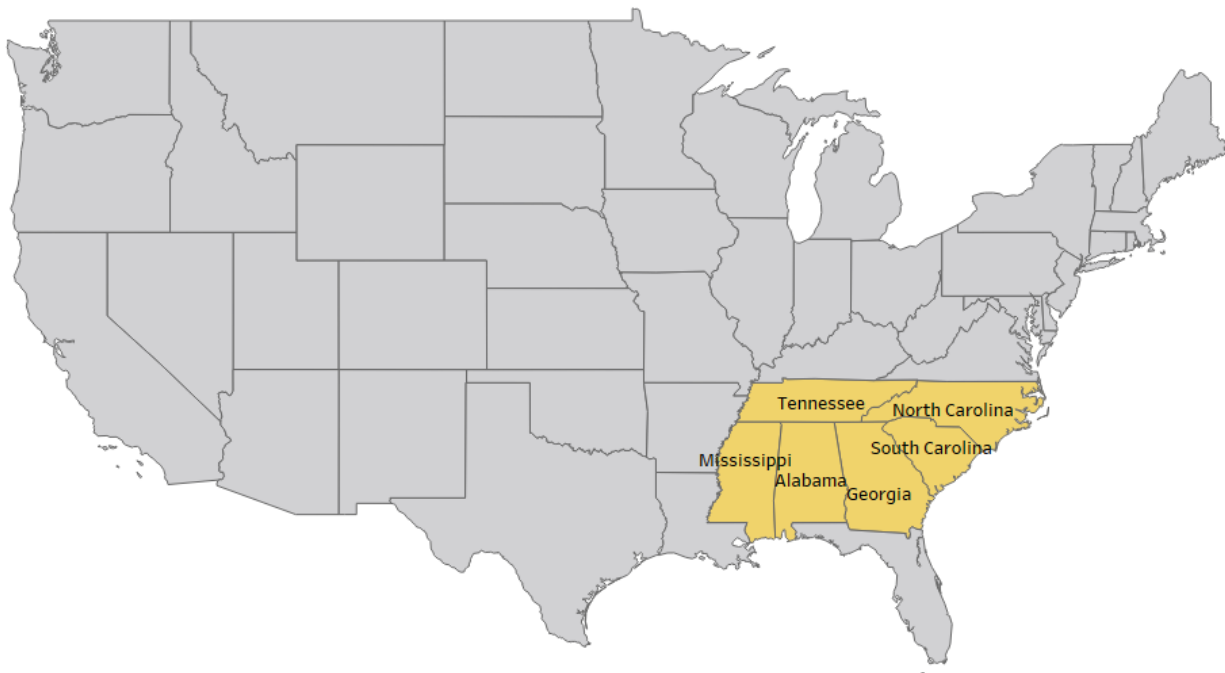 Tennessee
North Carolina
South Carolina
Mississippi
Alabama
Georgia